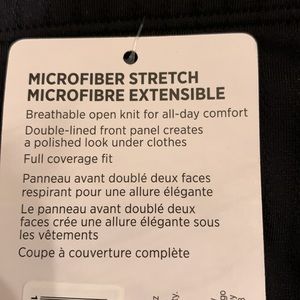 MICROFIBER STRETCH
MICROFIBRE EXTENSIBLE
Breathable open knit for all-day comfort
Double-lined front panel creates
a polished look under clothes
Full coverage fit
Panneau avant doublé deux faces
respirant pour une allure élégante
Le panneau avant doublé deux
faces crée une allure élégante sous
les vêtements
Coupe à couverture complète